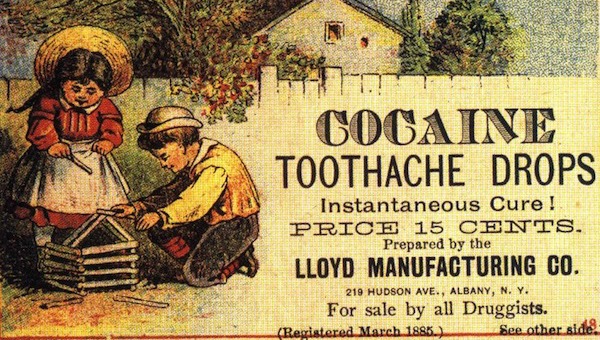 COCAINE
TOOTHACHE DROPS
Instantaneous Cure!
PRICE 15 CENTS.
Prepared by the
LLOYD MANUFACTURING CO.
219 HUDSON AVE., ALBANY, N. Y.
For sale by all Druggists.
(Registered March 1885.) See other side.